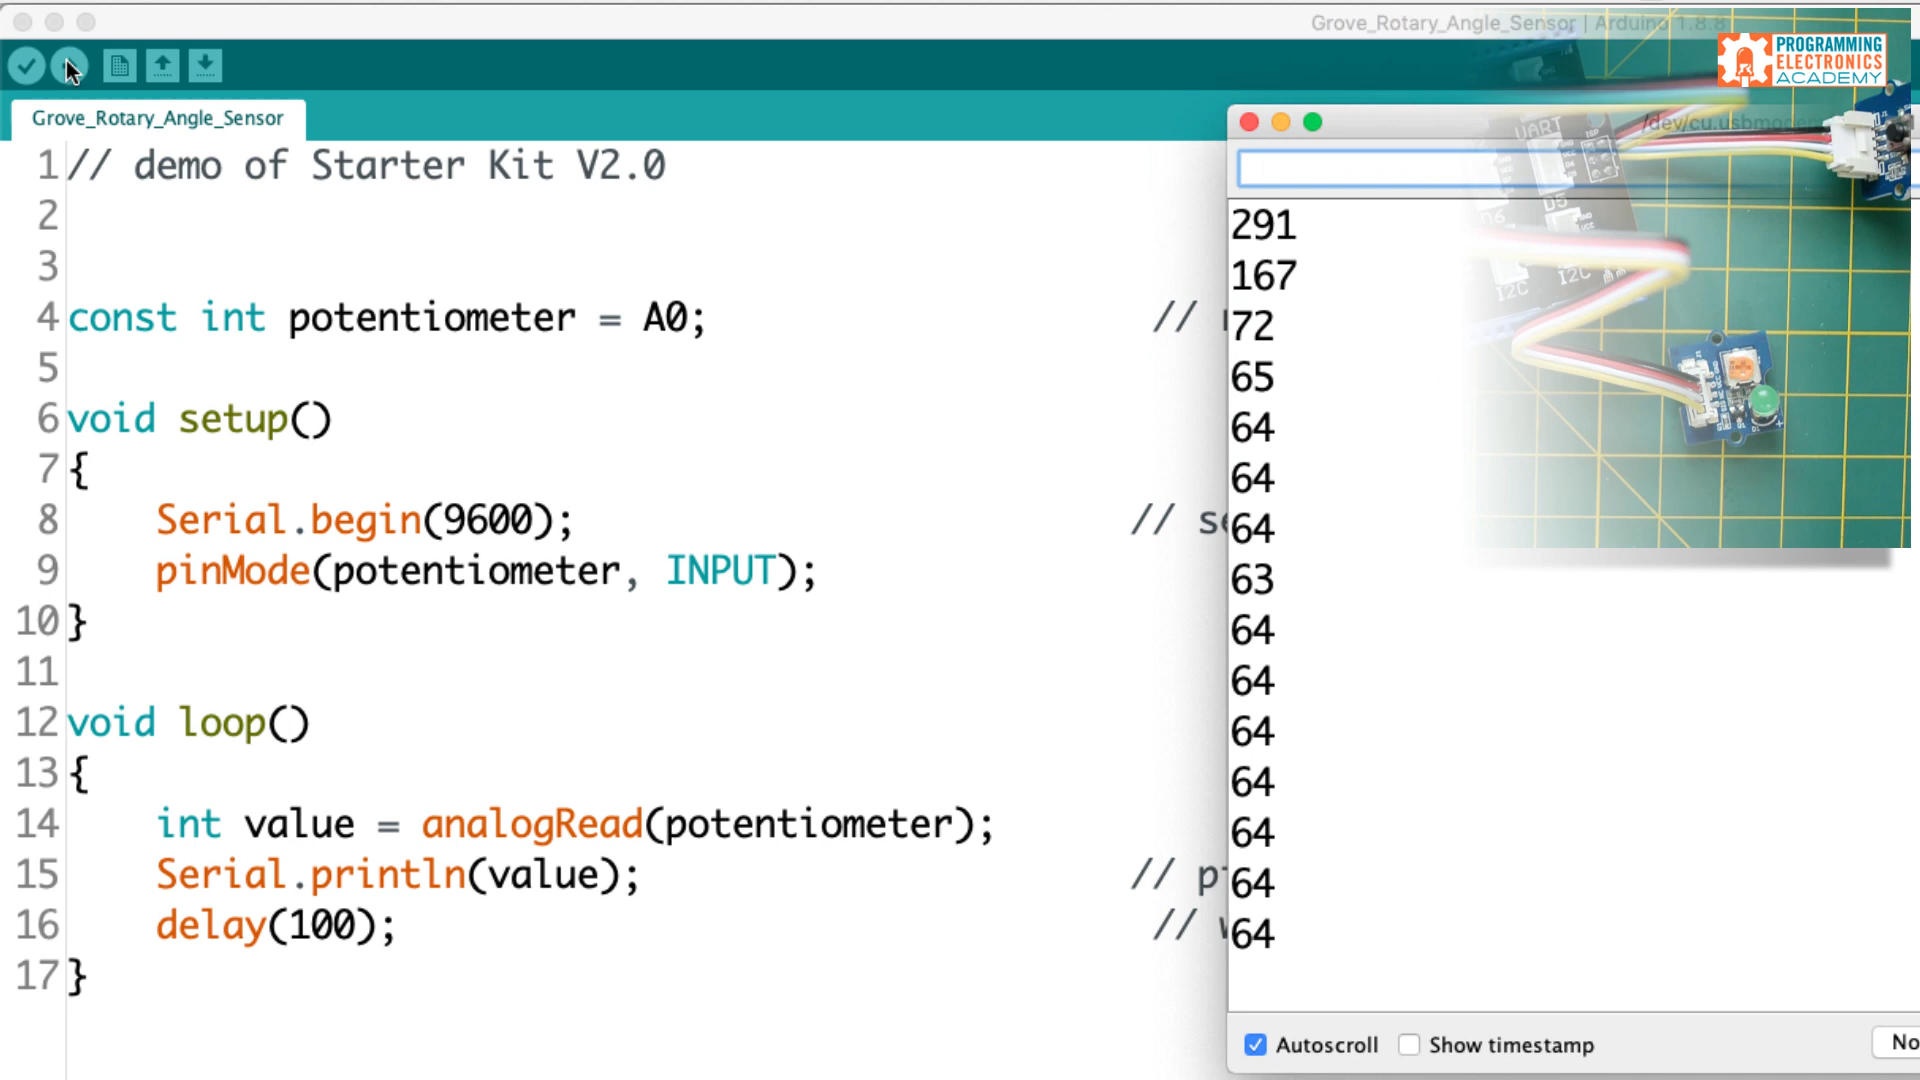 Grove_Rotary_Angle_Sensor | Arduino 1.8.8
PROGRAMMING
ELECTRONICS
ACADEMY
Grove_Rotary_Angle_Sensor
/dev/cu.usbmodem
1 // demo of Starter Kit V2.0
2
3
4 const int potentiometer = A0; //
5
6 void setup()
7 {
8 Serial.begin(9600); // se
9 pinMode(potentiometer, INPUT);
10 }
11
12 void loop()
13 {
14 int value = analogRead(potentiometer);
15 Serial.println(value); // p
16 delay(100); //
17 }
291
167
72
65
64
64
64
63
64
64
64
64
64
64
64
Autoscroll
Show timestamp
No
UART
ISP
D5
I2C
I2C